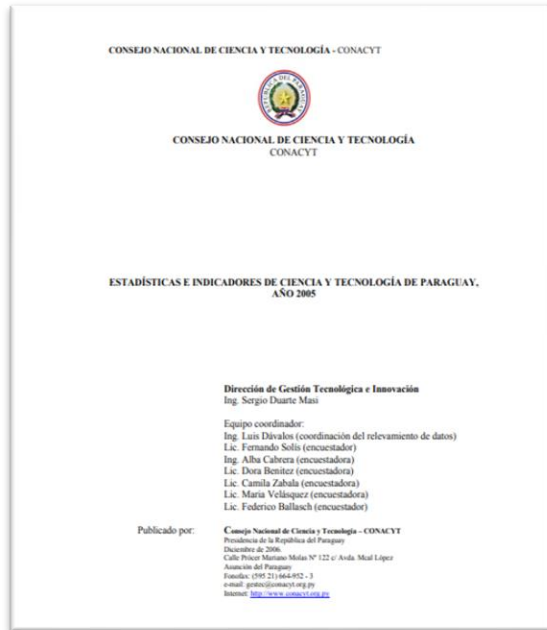 CONSEJO NACIONAL DE CIENCIA Y TECNOLOGÍA - CONACYT
REPUBLICA DEL PARAGUAY
CONSEJO NACIONAL DE CIENCIA Y TECNOLOGÍA
CONACYT
ESTADÍSTICAS E INDICADORES DE CIENCIA Y TECNOLOGÍA DE PARAGUAY,
AÑO 2005
Dirección de Gestión Tecnológica e Innovación
Ing. Sergio Duarte Masi
Equipo coordinador:
Ing. Luis Dávalos (coordinación del relevamiento de datos)
Lic. Fernando Solís (encuestador)
Ing. Alba Cabrera (encuestadora)
Lic. Dora Benitez (encuestadora)
Lic. Camila Zabala (encuestadora)
Lic. Maria Velásquez (encuestadora)
Lic. Federico Ballasch (encuestador)
Publicado por: Consejo Nacional de Ciencia y Tecnología – CONACYT
Presidencia de la República del Paraguay
Diciembre de 2006.
Calle Prócer Mariano Molas Nº 122 c/ Avda. Mcal López
Asunción del Paraguay
Fonofax: (595 21) 664-952 - 3
e-mail: gestec@conacyt.org.py
Internet: http://www.conacyt.org.py